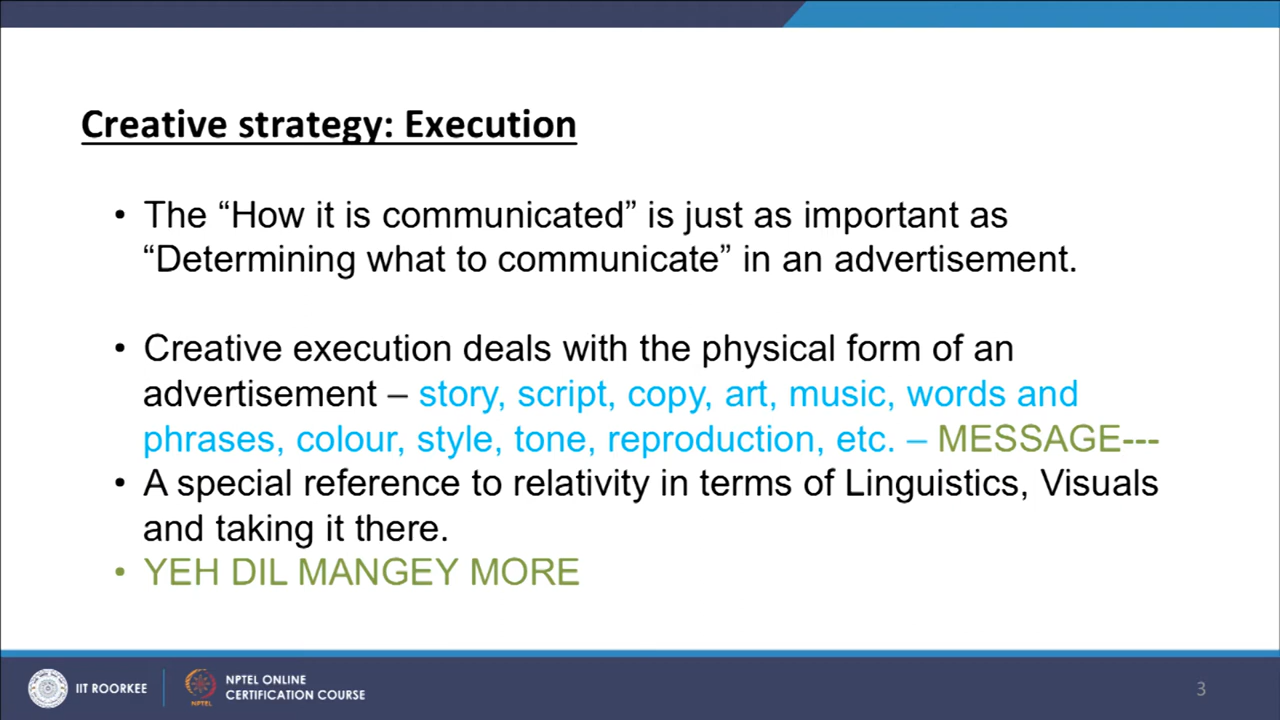 Creative strategy: Execution
• The “How it is communicated” is just as important as
“Determining what to communicate” in an advertisement.
• Creative execution deals with the physical form of an
advertisement – story, script, copy, art, music, words and
phrases, colour, style, tone, reproduction, etc. – MESSAGE---
• A special reference to relativity in terms of Linguistics, Visuals
and taking it there.
• YEH DIL MANGEY MORE
IIT ROORKEE
NPTEL
NPTEL ONLINE
CERTIFICATION COURSE
3